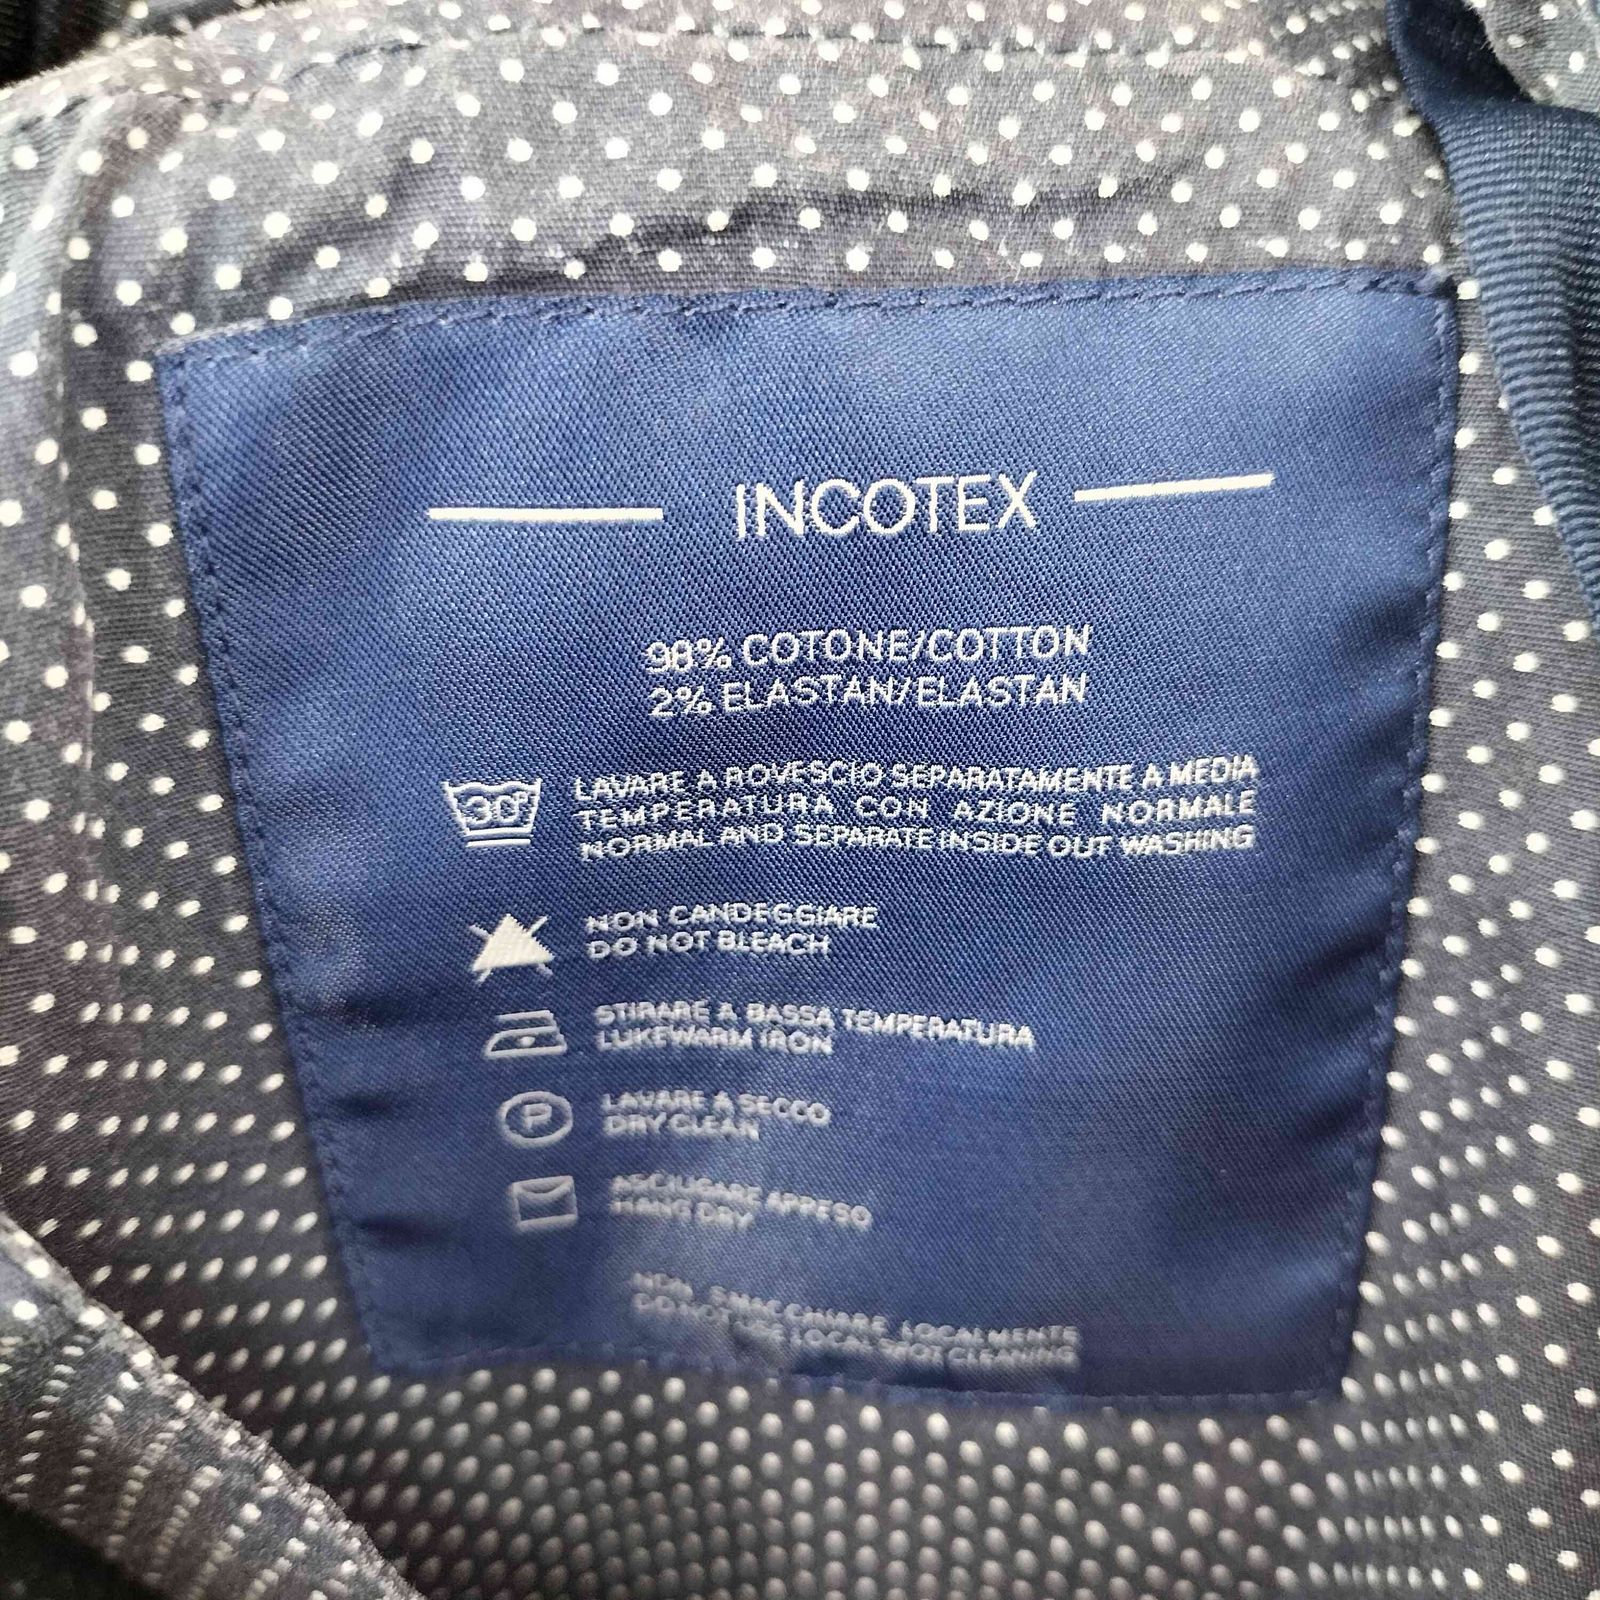 INCOTEX
98% COTONE/COTTON
2% ELASTAN/ELASTAN
30°
LAVARE A ROVESCIO SEPARATAMENTE A MEDIA
TEMPERATURA CON AZIONE NORMALE
NORMAL AND SEPARATE INSIDE OUT WASHING
NON CANDEGGIARE
DO NOT BLEACH
STIRARE A BASSA TEMPERATURA
LUKEWARM IRON
P
LAVARE A SECCO
DRY CLEAN
ASCIUGARE APPESO
HANG DRY
NON SMACCHIARE LOCALMENTE
DO NOT USE LOCAL SPOT CLEANING